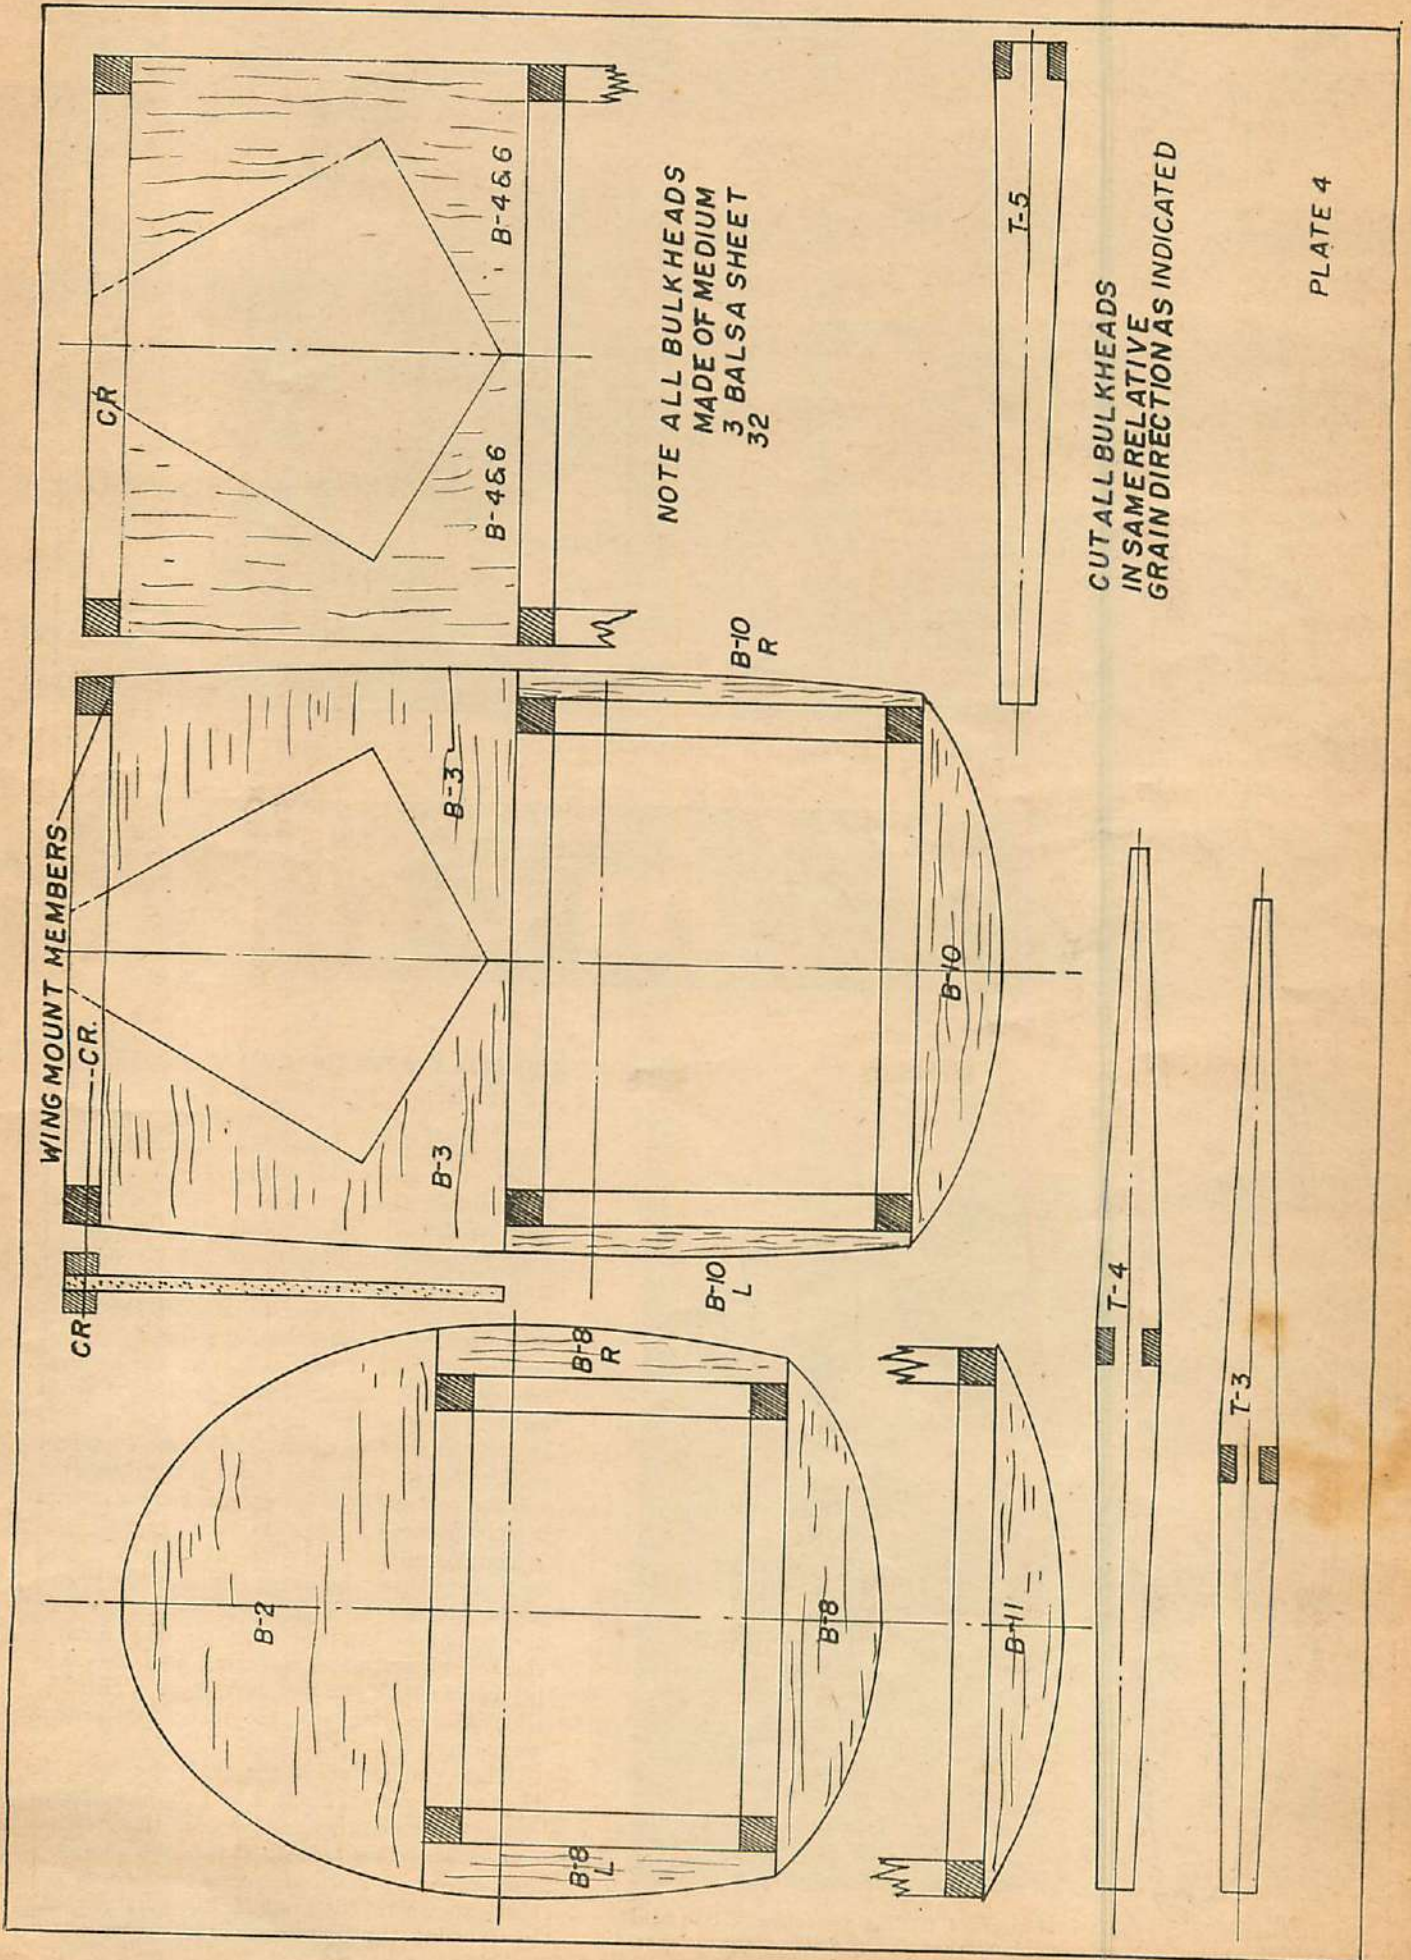 WING MOUNT MEMBERS
CR
CR.
CR
B-2
B-3
B-3
B-4&6
B-4&6
B-8
L
B-8
R
B-10
L
B-10
R
B-8
B-10
B-11
NOTE ALL BULKHEADS
MADE OF MEDIUM
3 BALSA SHEET
32
T-4
T-5
T-3
CUT ALL BULKHEADS
IN SAME RELATIVE
GRAIN DIRECTION AS INDICATED
PLATE 4